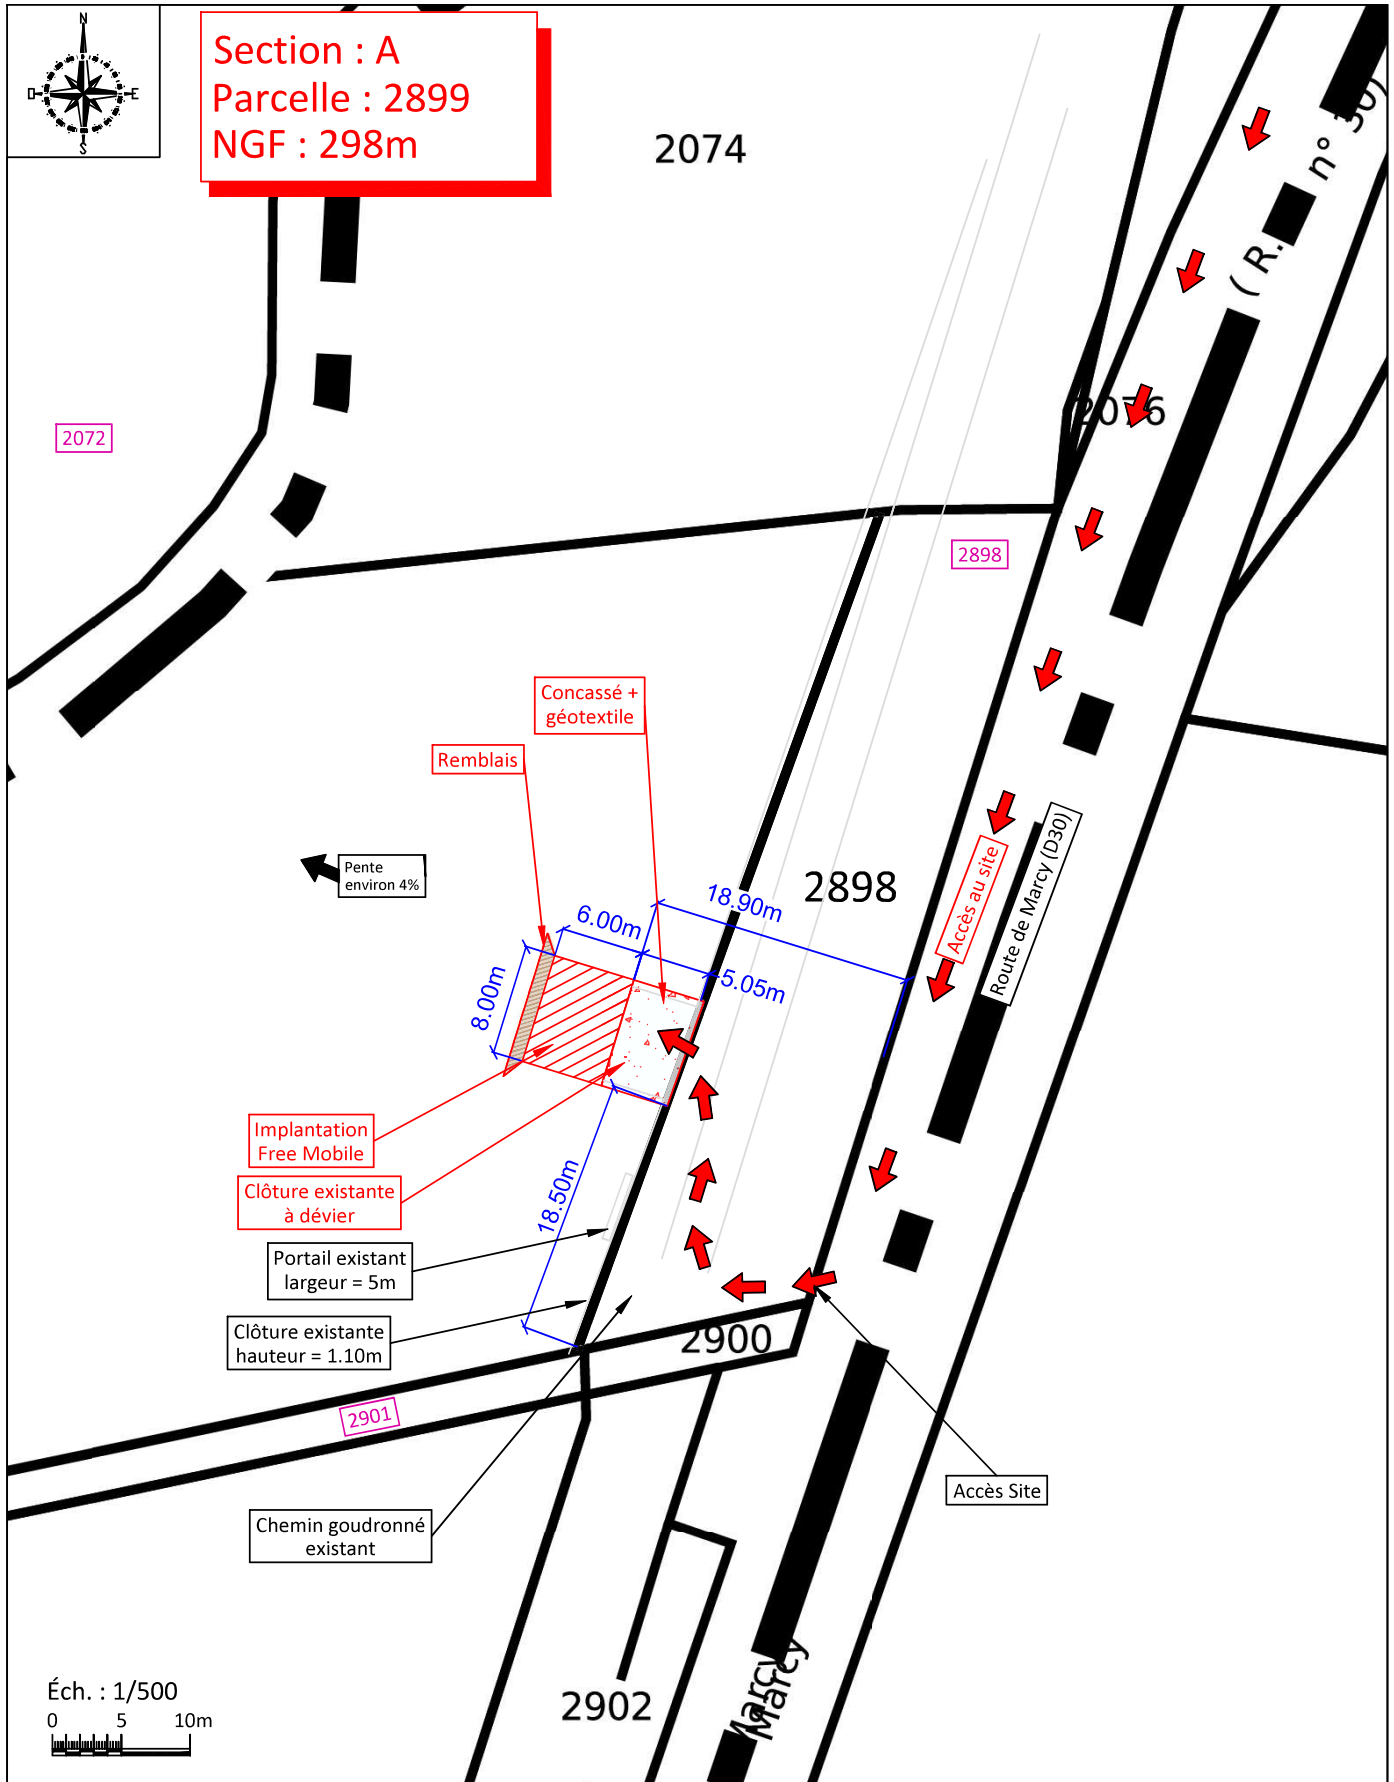 N
O
E
S
Section : A
Parcelle : 2899
NGF : 298m
2074
( R.
n° 30)
2076
2072
2898
Concassé +
géotextile
Remblais
Pente
environ 4%
2898
18.90m
6.00m
5.05m
8.00m
Accès au site
Route de Marcy (D30)
Implantation
Free Mobile
Clôture existante
à dévier
18.50m
Portail existant
largeur = 5m
Clôture existante
hauteur = 1.10m
2900
2901
Accès Site
Chemin goudronné
existant
2902
Marcy
Marcy
Éch. : 1/500
0 5 10m